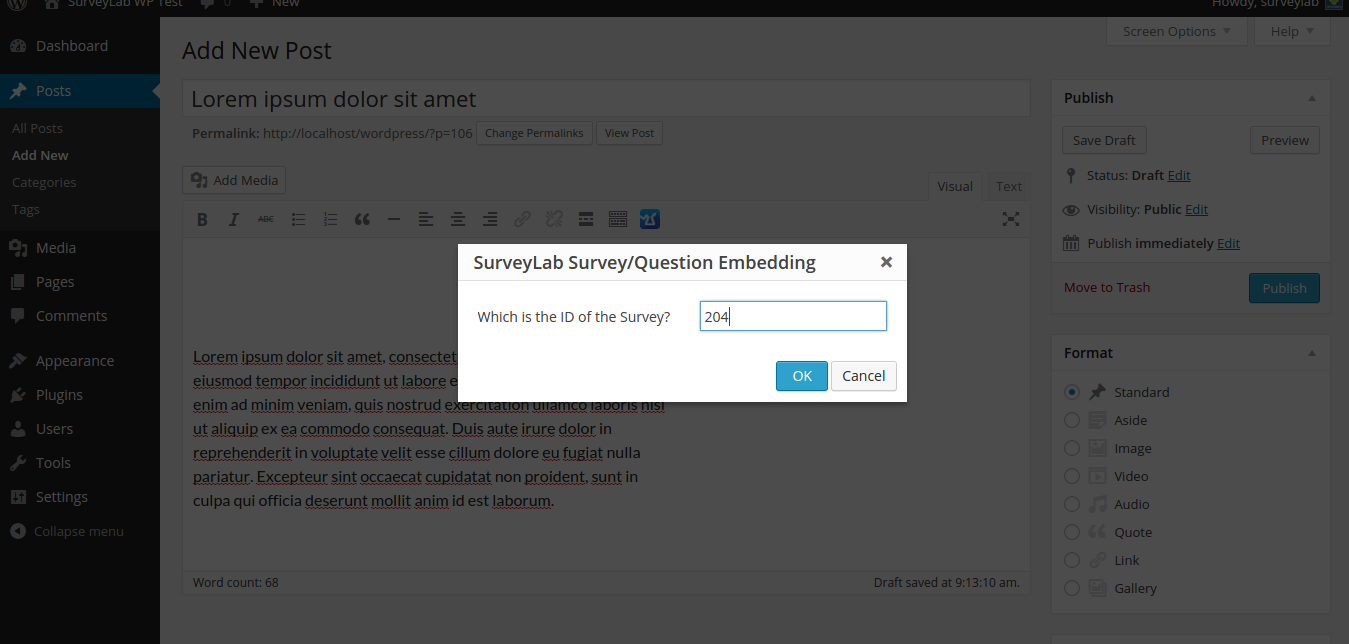 SurveyLab WP Test 0 New Howdy, surveylab
Dashboard
Posts
All Posts
Add New
Categories
Tags
Media
Pages
Comments
Appearance
Plugins
Users
Tools
Settings
Collapse menu
Screen Options Help
Add New Post
Lorem ipsum dolor sit amet
Permalink: http://localhost/wordpress/?p=106 Change Permalinks View Post
Add Media
Visual Text
B I ABC
SurveyLab Survey/Question Embedding
Which is the ID of the Survey? 204
OK Cancel
Lorem ipsum dolor sit amet, consectet
eiusmod tempor incididunt ut labore e
enim ad minim veniam, quis nostrud exercitation ullamco laboris nisi
ut aliquip ex ea commodo consequat. Duis aute irure dolor in
reprehenderit in voluptate velit esse cillum dolore eu fugiat nulla
pariatur. Excepteur sint occaecat cupidatat non proident, sunt in
culpa qui officia deserunt mollit anim id est laborum.
Word count: 68 Draft saved at 9:13:10 am.
Publish
Save Draft Preview
Status: Draft Edit
Visibility: Public Edit
Publish immediately Edit
Move to Trash Publish
Format
Standard
Aside
Image
Video
Audio
Quote
Link
Gallery